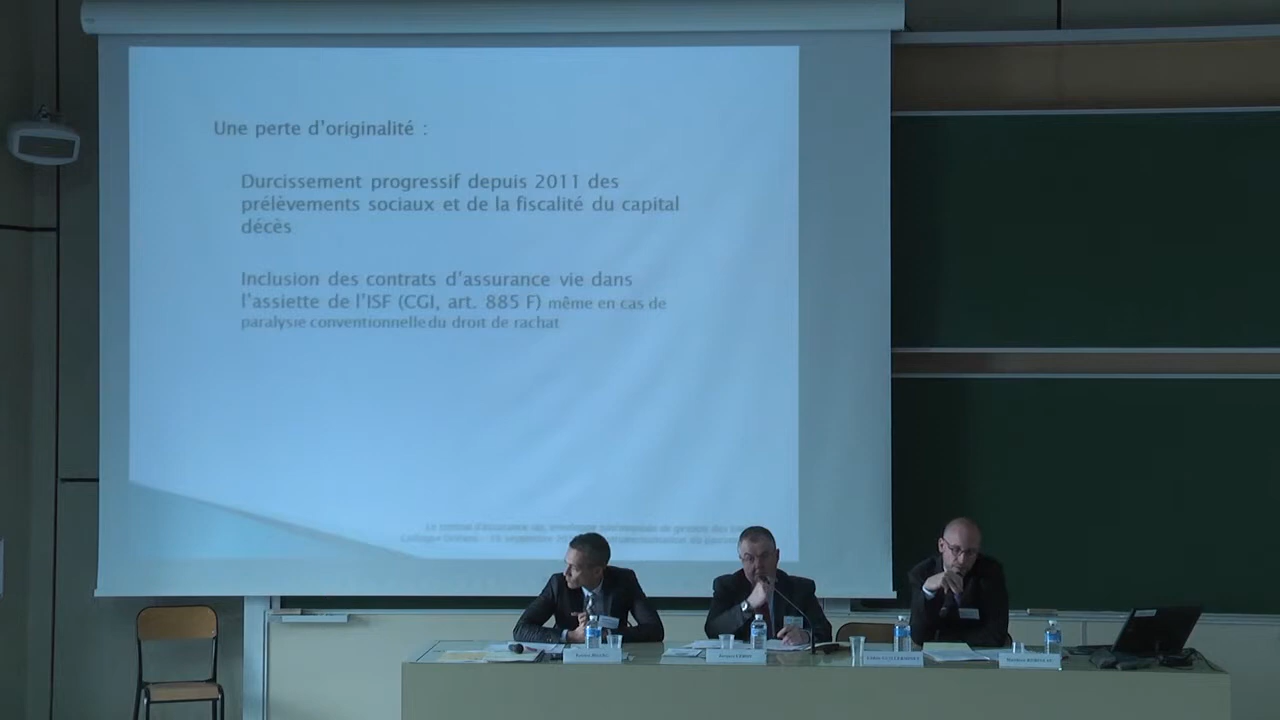 Une perte d'originalité :
Durcissement progressif depuis 2011 des
prélèvements sociaux et de la fiscalité du capital
décès
Inclusion des contrats d'assurance vie dans
l'assiette de l'ISF (CGI, art. 885 F) même en cas de
paralysie conventionnelle du droit de rachat